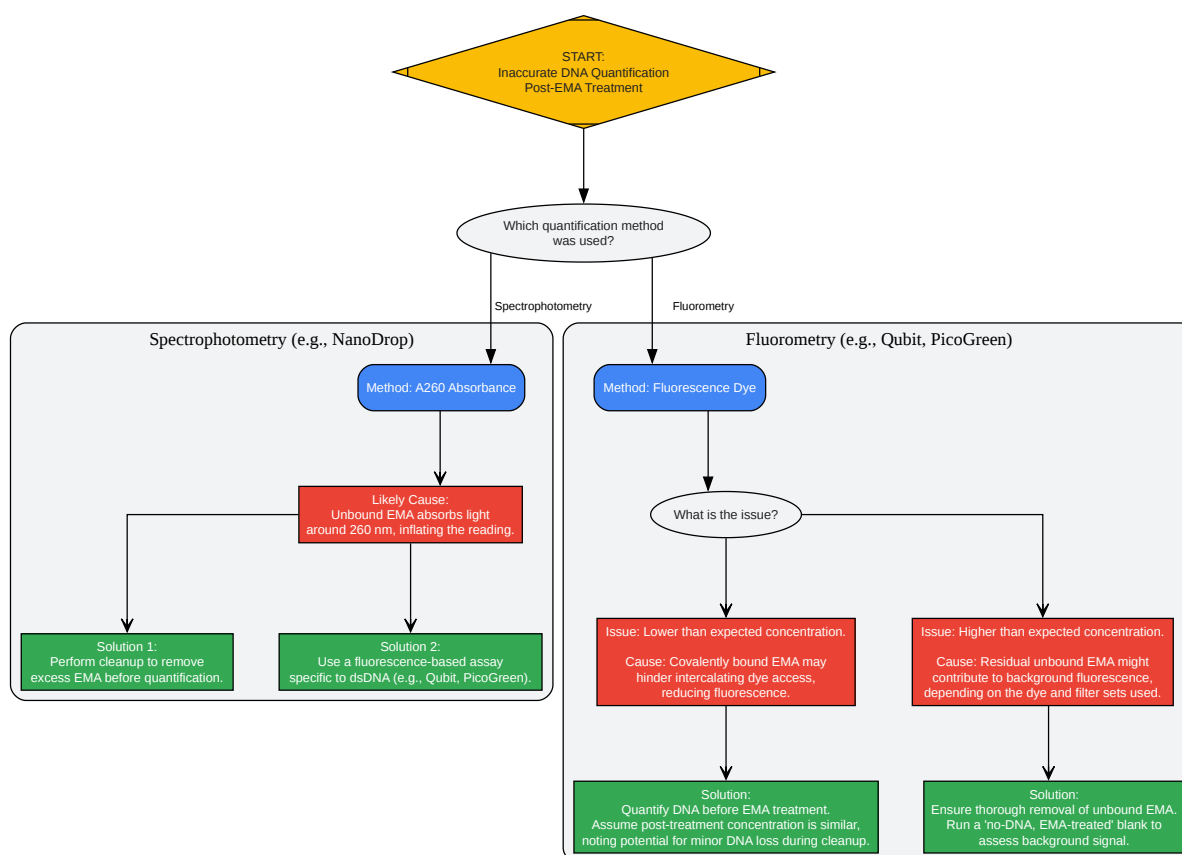 START:
Inaccurate DNA Quantification
Post-EMA Treatment
Which quantification method
was used?
Spectrophotometry
Fluorometry
Spectrophotometry (e.g., NanoDrop)
Method: A260 Absorbance
Likely Cause:
Unbound EMA absorbs light
around 260 nm, inflating the reading.
Solution 1:
Perform cleanup to remove
excess EMA before quantification.
Solution 2:
Use a fluorescence-based assay
specific to dsDNA (e.g., Qubit, PicoGreen).
Fluorometry (e.g., Qubit, PicoGreen)
Method: Fluorescence Dye
What is the issue?
Issue: Lower than expected concentration.
Cause: Covalently bound EMA may
hinder intercalating dye access,
reducing fluorescence.
Issue: Higher than expected concentration.
Cause: Residual unbound EMA might
contribute to background fluorescence,
depending on the dye and filter sets used.
Solution:
Quantify DNA before EMA treatment.
Assume post-treatment concentration is similar,
noting potential for minor DNA loss during cleanup.
Solution:
Ensure thorough removal of unbound EMA.
Run a 'no-DNA, EMA-treated' blank to
assess background signal.